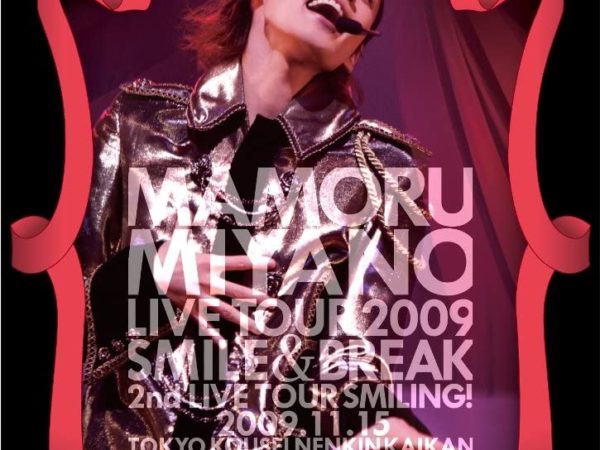 MAMORU
MIYANO
LIVE TOUR 2009
SMILE & BREAK
2nd LIVE TOUR SMILING!
2009.11.15
TOKYO KOUSEI NENKIN KAIKAN